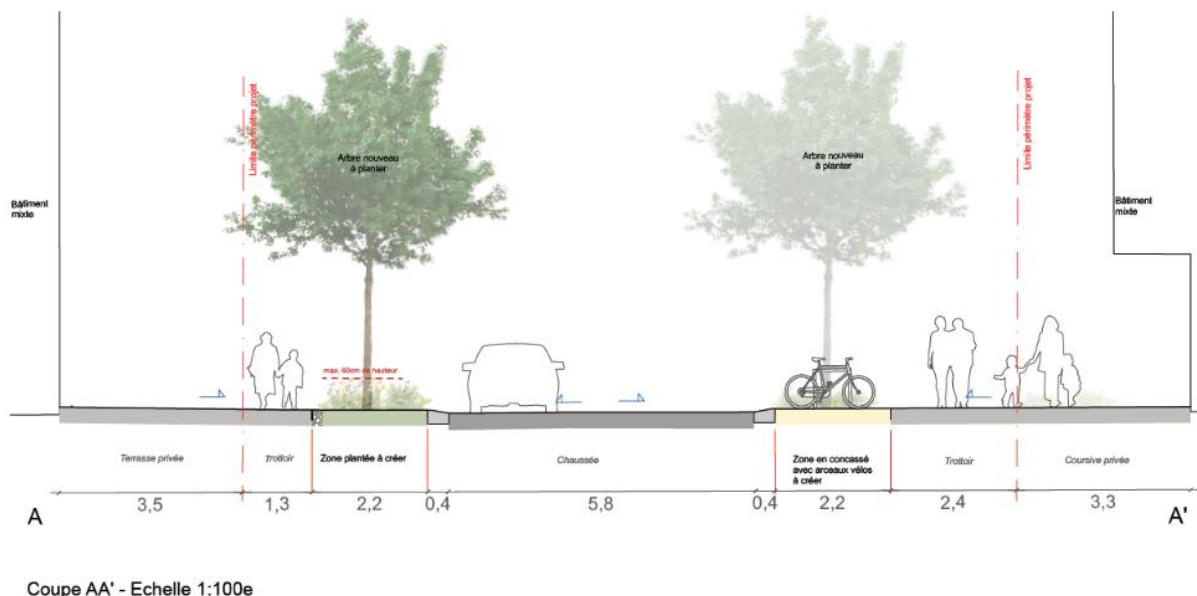 Limite périmètre projet
Limite périmètre projet
Arbre nouveau
à planter
Arbre nouveau
à planter
Bâtiment
mixte
Bâtiment
mixte
max. 60cm de hauteur
Terrasse privée
Trottoir
Zone plantée à créer
Chaussée
Zone en concassé
avec arceaux vélos
à créer
Trottoir
Coursive privée
3,5
1,3
2,2
0,4
5,8
0,4
2,2
2,4
3,3
A
A'
Coupe AA' - Echelle 1:100e